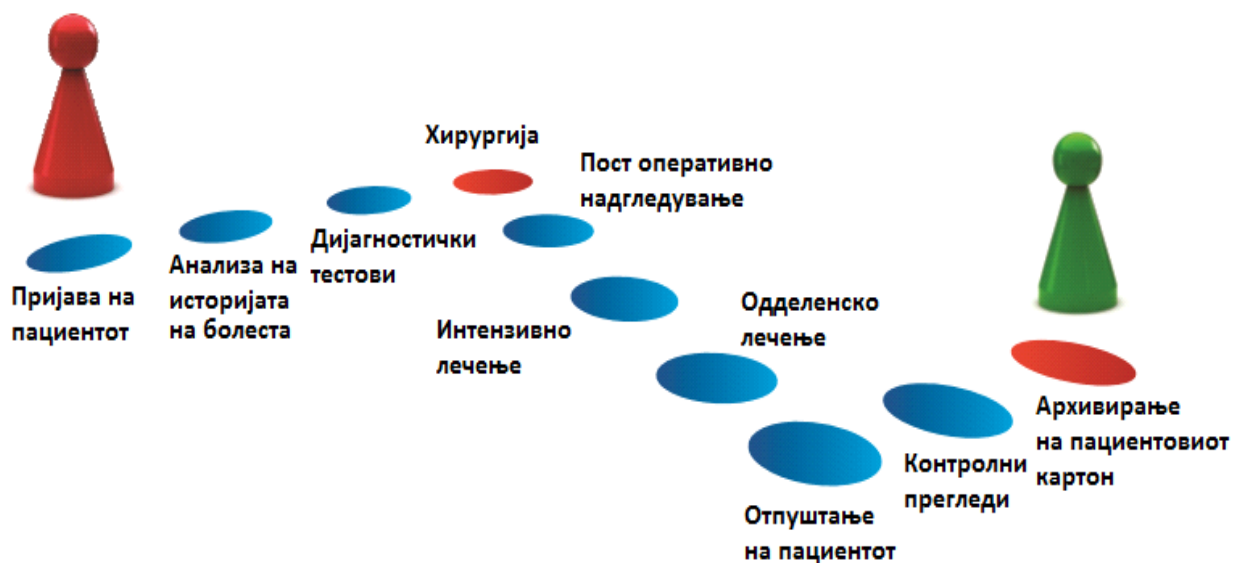 Пријава на
пациентот
Анализа на
историјата
на болеста
Дијагностички
тестови
Хирургија
Пост оперативно
надгледување
Интензивно
лечење
Одделенско
лечење
Отпуштање
на пациентот
Контролни
прегледи
Архивирање
на пациентовиот
картон